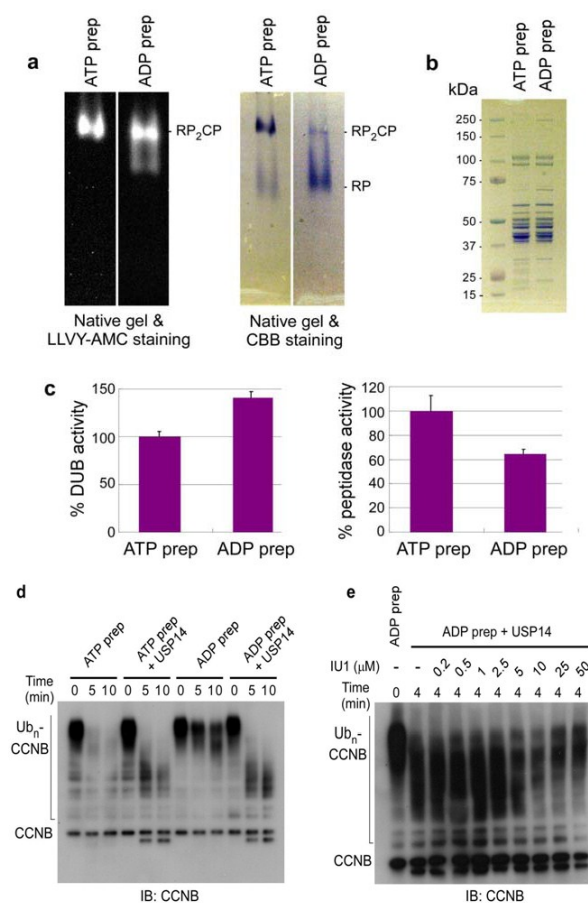 a
ATP prep
ADP prep
RP2CP
Native gel &
LLVY-AMC staining
ATP prep
ADP prep
RP2CP
RP
Native gel &
CBB staining
b
kDa
ATP prep
ADP prep
250
150
100
75
50
37
25
15
c
% DUB activity
150
100
50
0
ATP prep
ADP prep
% peptidase activity
120
100
80
60
40
20
0
ATP prep
ADP prep
d
ATP prep
ATP prep
+ USP14
ADP prep
ADP prep
+ USP14
Time
(min)
0 5 10 0 5 10 0 5 10 0 5 10
Ubn-
CCNB
CCNB
IB: CCNB
e
ADP prep
ADP prep + USP14
IU1 (μM) - - 0.2 0.5 1 2.5 5 10 25 50
Time
(min)
0 4 4 4 4 4 4 4 4 4
Ubn-
CCNB
CCNB
IB: CCNB